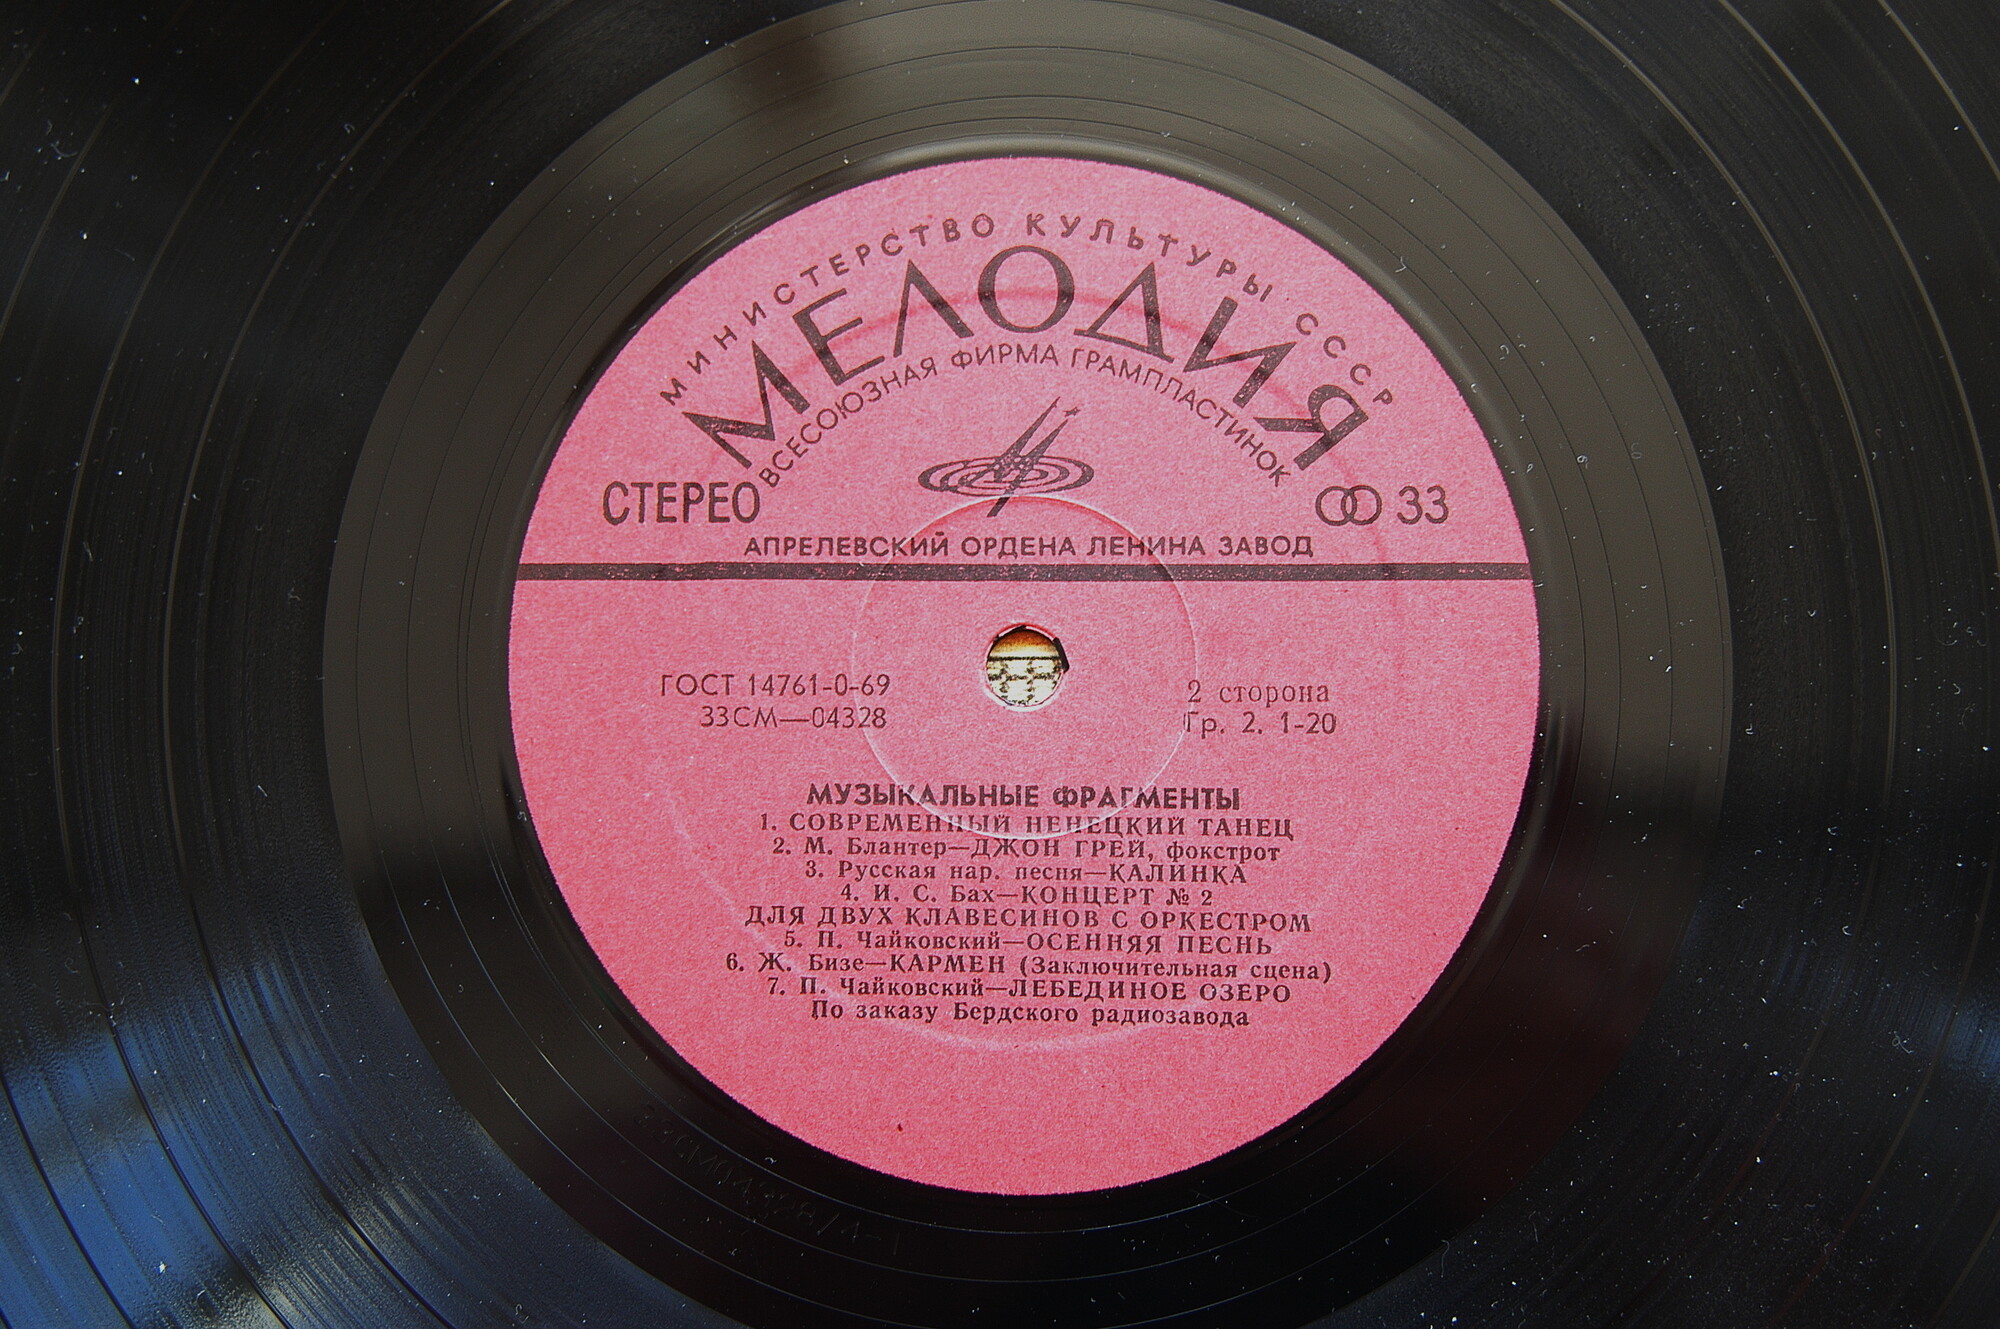 МИНИСТЕРСТВО КУЛЬТУРЫ СССР
МЕЛОДИЯ
ВСЕСОЮЗНАЯ ФИРМА ГРАМПЛАСТИНОК
СТЕРЕО
33
АПРЕЛЕВСКИЙ ОРДЕНА ЛЕНИНА ЗАВОД
ГОСТ 14761-0-69
33СМ—04328
2 сторона
Гр. 2. 1-20
МУЗЫКАЛЬНЫЕ ФРАГМЕНТЫ
1. СОВРЕМЕННЫЙ НЕНЕЦКИЙ ТАНЕЦ
2. М. Блантер—ДЖОН ГРЕЙ, фокстрот
3. Русская нар. песня—КАЛИНКА
4. И. С. Бах—КОНЦЕРТ № 2
ДЛЯ ДВУХ КЛАВЕСИНОВ С ОРКЕСТРОМ
5. П. Чайковский—ОСЕННЯЯ ПЕСНЬ
6. Ж. Бизе—КАРМЕН (Заключительная сцена)
7. П. Чайковский—ЛЕБЕДИНОЕ ОЗЕРО
По заказу Бердского радиозавода